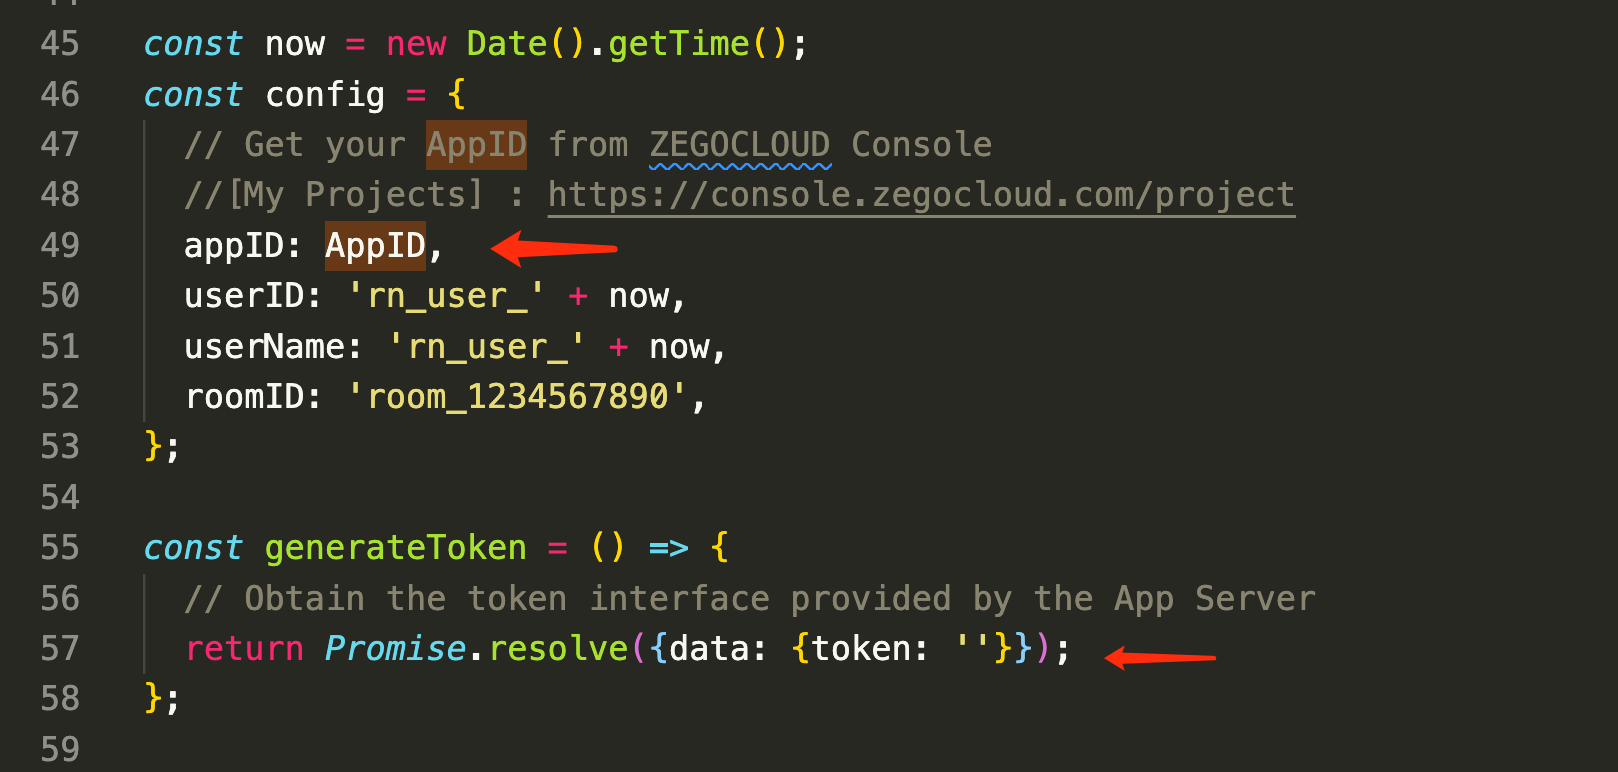 45 const now = new Date().getTime();
46 const config = {
47 // Get your AppID from ZEGOCLOUD Console
48 //[My Projects] : https://console.zegocloud.com/project
49 appID: AppID,
50 userID: 'rn_user_' + now,
51 userName: 'rn_user_' + now,
52 roomID: 'room_1234567890',
53 };
54
55 const generateToken = () => {
56 // Obtain the token interface provided by the App Server
57 return Promise.resolve({data: {token: ''}});
58 };
59